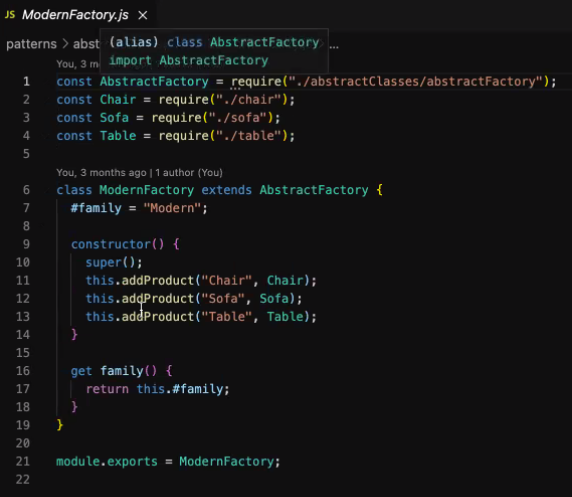 JS ModernFactory.js ×
patterns > abst
(alias) class AbstractFactory
import AbstractFactory
...
You, 3 m
1 const AbstractFactory = require("./abstractClasses/abstractFactory");
2 const Chair = require("./chair");
3 const Sofa = require("./sofa");
4 const Table = require("./table");
5
You, 3 months ago | 1 author (You)
6 class ModernFactory extends AbstractFactory {
7   #family = "Modern";
8
9   constructor() {
10     super();
11     this.addProduct("Chair", Chair);
12     this.addProduct("Sofa", Sofa);
13     this.addProduct("Table", Table);
14   }
15
16   get family() {
17     return this.#family;
18   }
19 }
20
21 module.exports = ModernFactory;
22